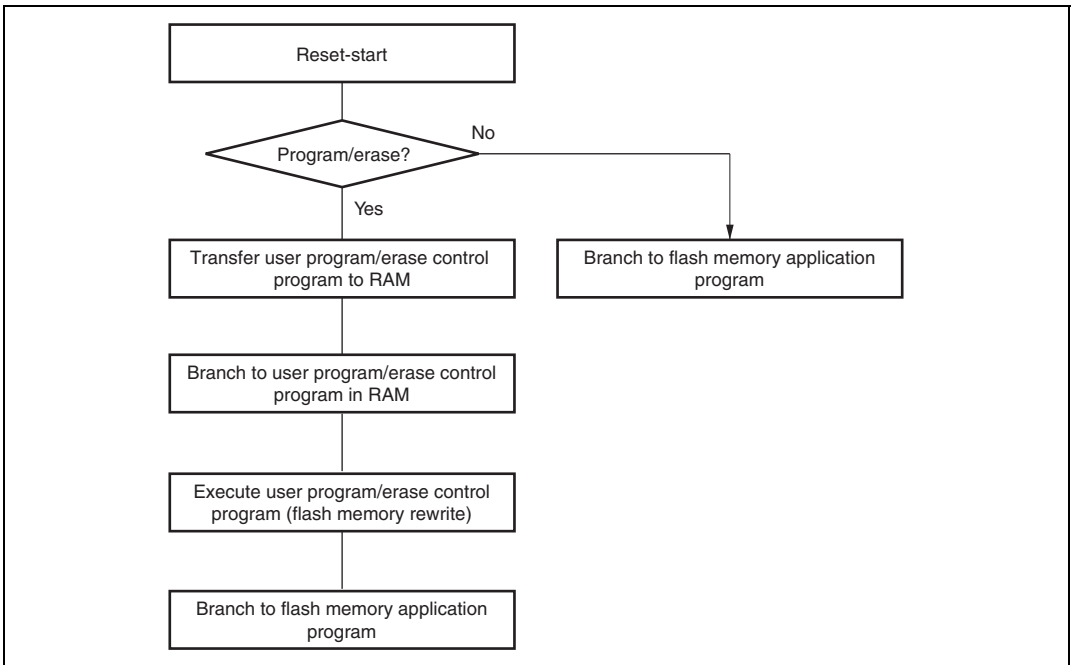 Reset-start
No
Program/erase?
Yes
Transfer user program/erase control
program to RAM
Branch to flash memory application
program
Branch to user program/erase control
program in RAM
Execute user program/erase control
program (flash memory rewrite)
Branch to flash memory application
program